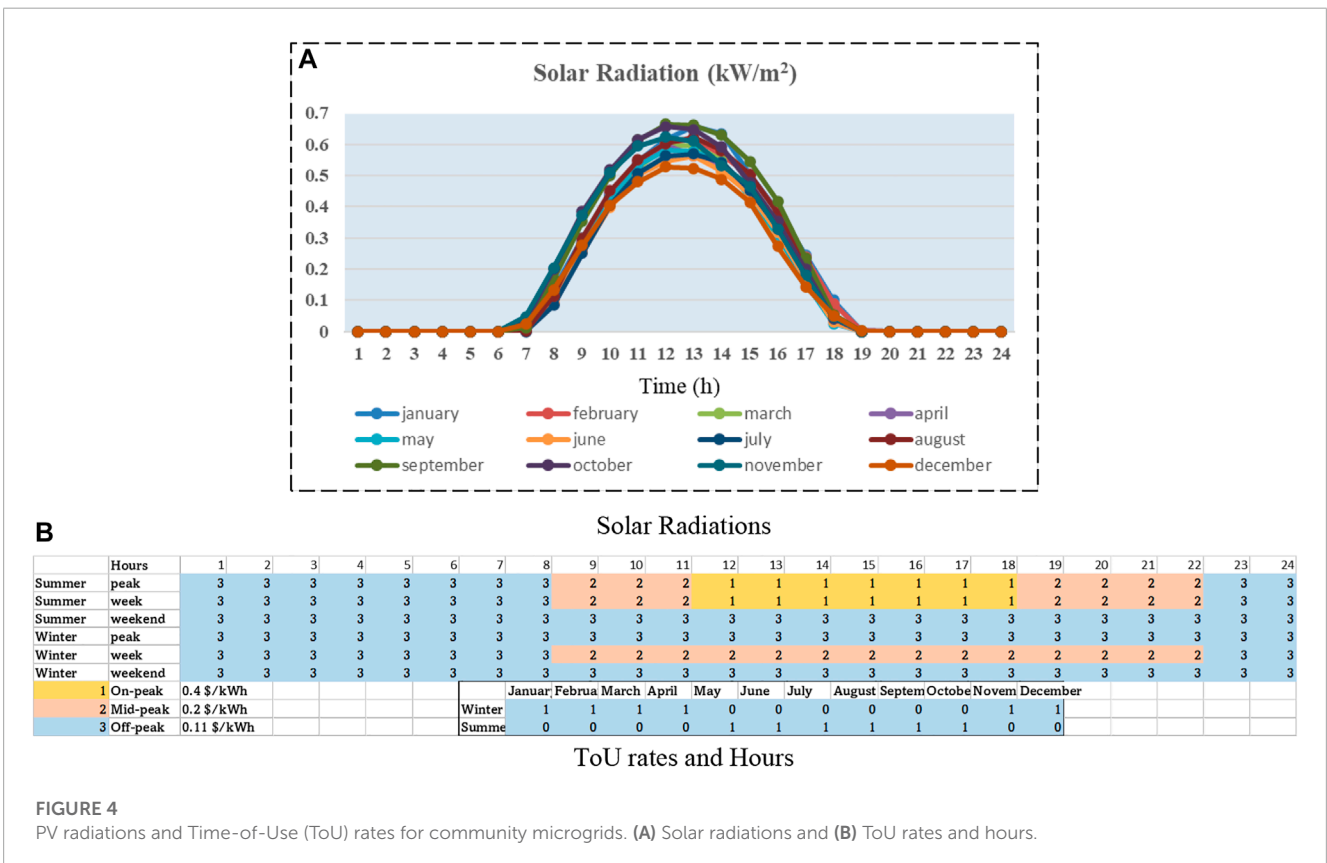 A
Solar Radiation (kW/m²)
0.7
0.6
0.5
0.4
0.3
0.2
0.1
0
1 2 3 4 5 6 7 8 9 10 11 12 13 14 15 16 17 18 19 20 21 22 23 24
Time (h)
january february march april
may june july august
september october november december
Solar Radiations
B
Hours 1 2 3 4 5 6 7 8 9 10 11 12 13 14 15 16 17 18 19 20 21 22 23 24
Summer peak 3 3 3 3 3 3 3 3 2 2 2 1 1 1 1 1 1 1 2 2 2 2 3 3
Summer week 3 3 3 3 3 3 3 3 2 2 2 1 1 1 1 1 1 1 2 2 2 2 3 3
Summer weekend 3 3 3 3 3 3 3 3 3 3 3 3 3 3 3 3 3 3 3 3 3 3 3 3
Winter peak 3 3 3 3 3 3 3 3 3 3 3 3 3 3 3 3 3 3 3 3 3 3 3 3
Winter week 3 3 3 3 3 3 3 3 2 2 2 2 2 2 2 2 2 2 2 2 2 2 3 3
Winter weekend 3 3 3 3 3 3 3 3 3 3 3 3 3 3 3 3 3 3 3 3 3 3 3 3
1 On-peak 0.4 $/kWh Januar Februa March April May June July August Septem Octobe Novem December
2 Mid-peak 0.2 $/kWh Winter 1 1 1 1 0 0 0 0 0 0 1 1
3 Off-peak 0.11 $/kWh Summe 0 0 0 0 1 1 1 1 1 1 0 0
ToU rates and Hours
FIGURE 4
PV radiations and Time-of-Use (ToU) rates for community microgrids. (A) Solar radiations and (B) ToU rates and hours.